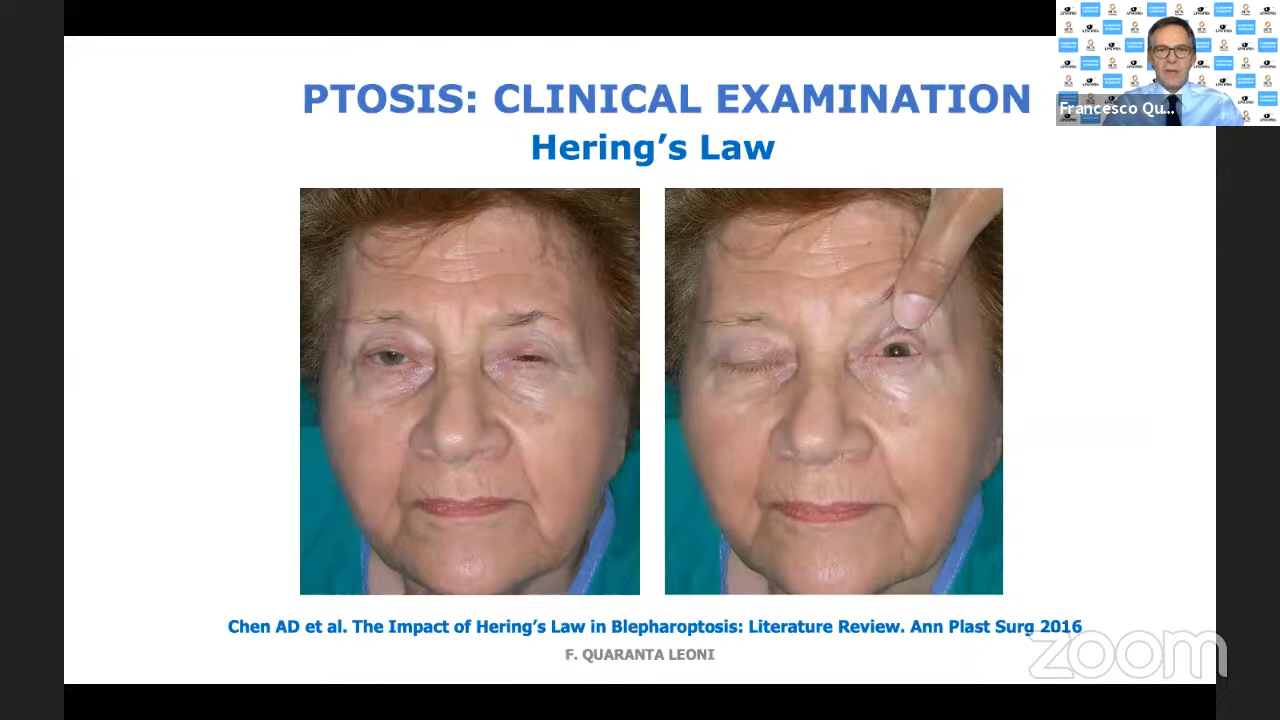 PTOSIS: CLINICAL EXAMINATION
Hering’s Law
Francesco Qu...
Chen AD et al. The Impact of Hering’s Law in Blepharoptosis: Literature Review. Ann Plast Surg 2016
F. QUARANTA LEONI
zoom